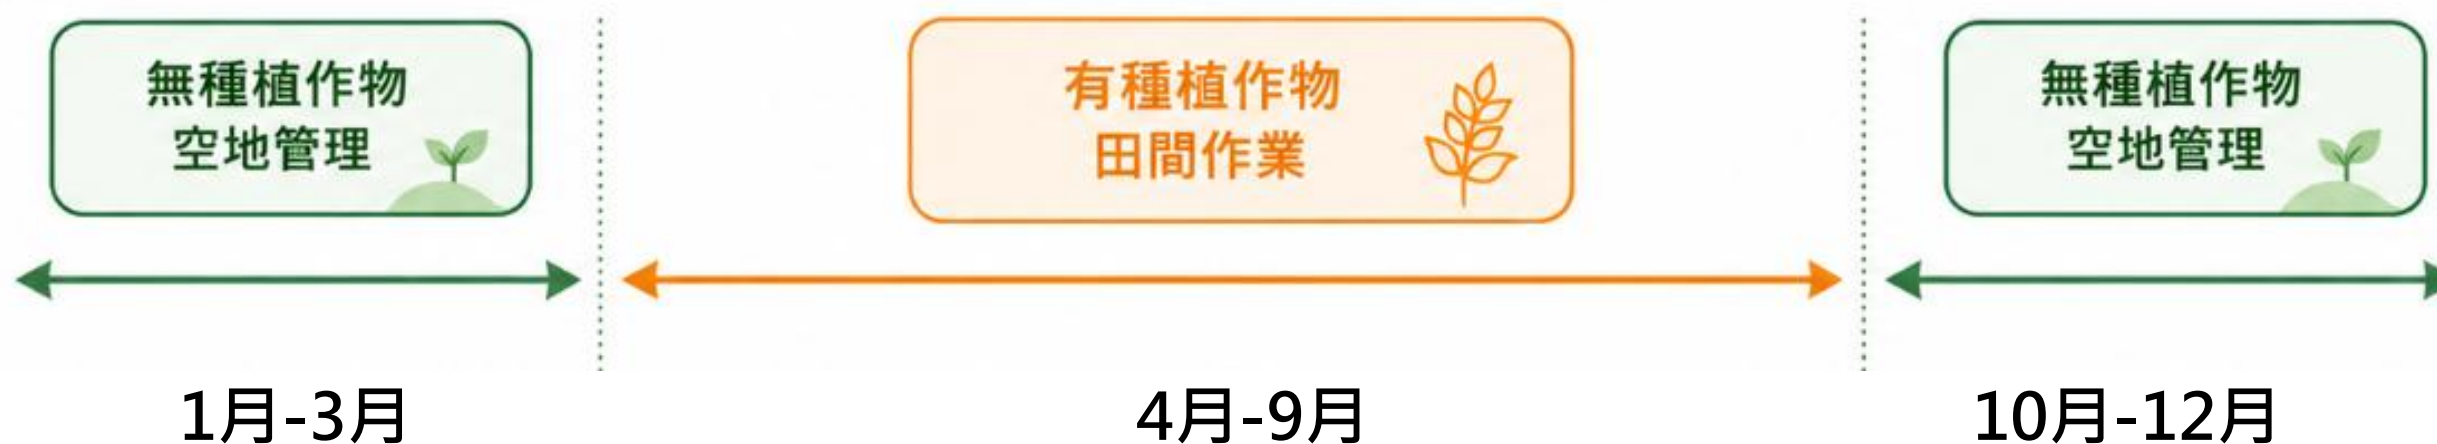 無種植作物
空地管理
有種植作物
田間作業
無種植作物
空地管理
1月-3月
4月-9月
10月-12月